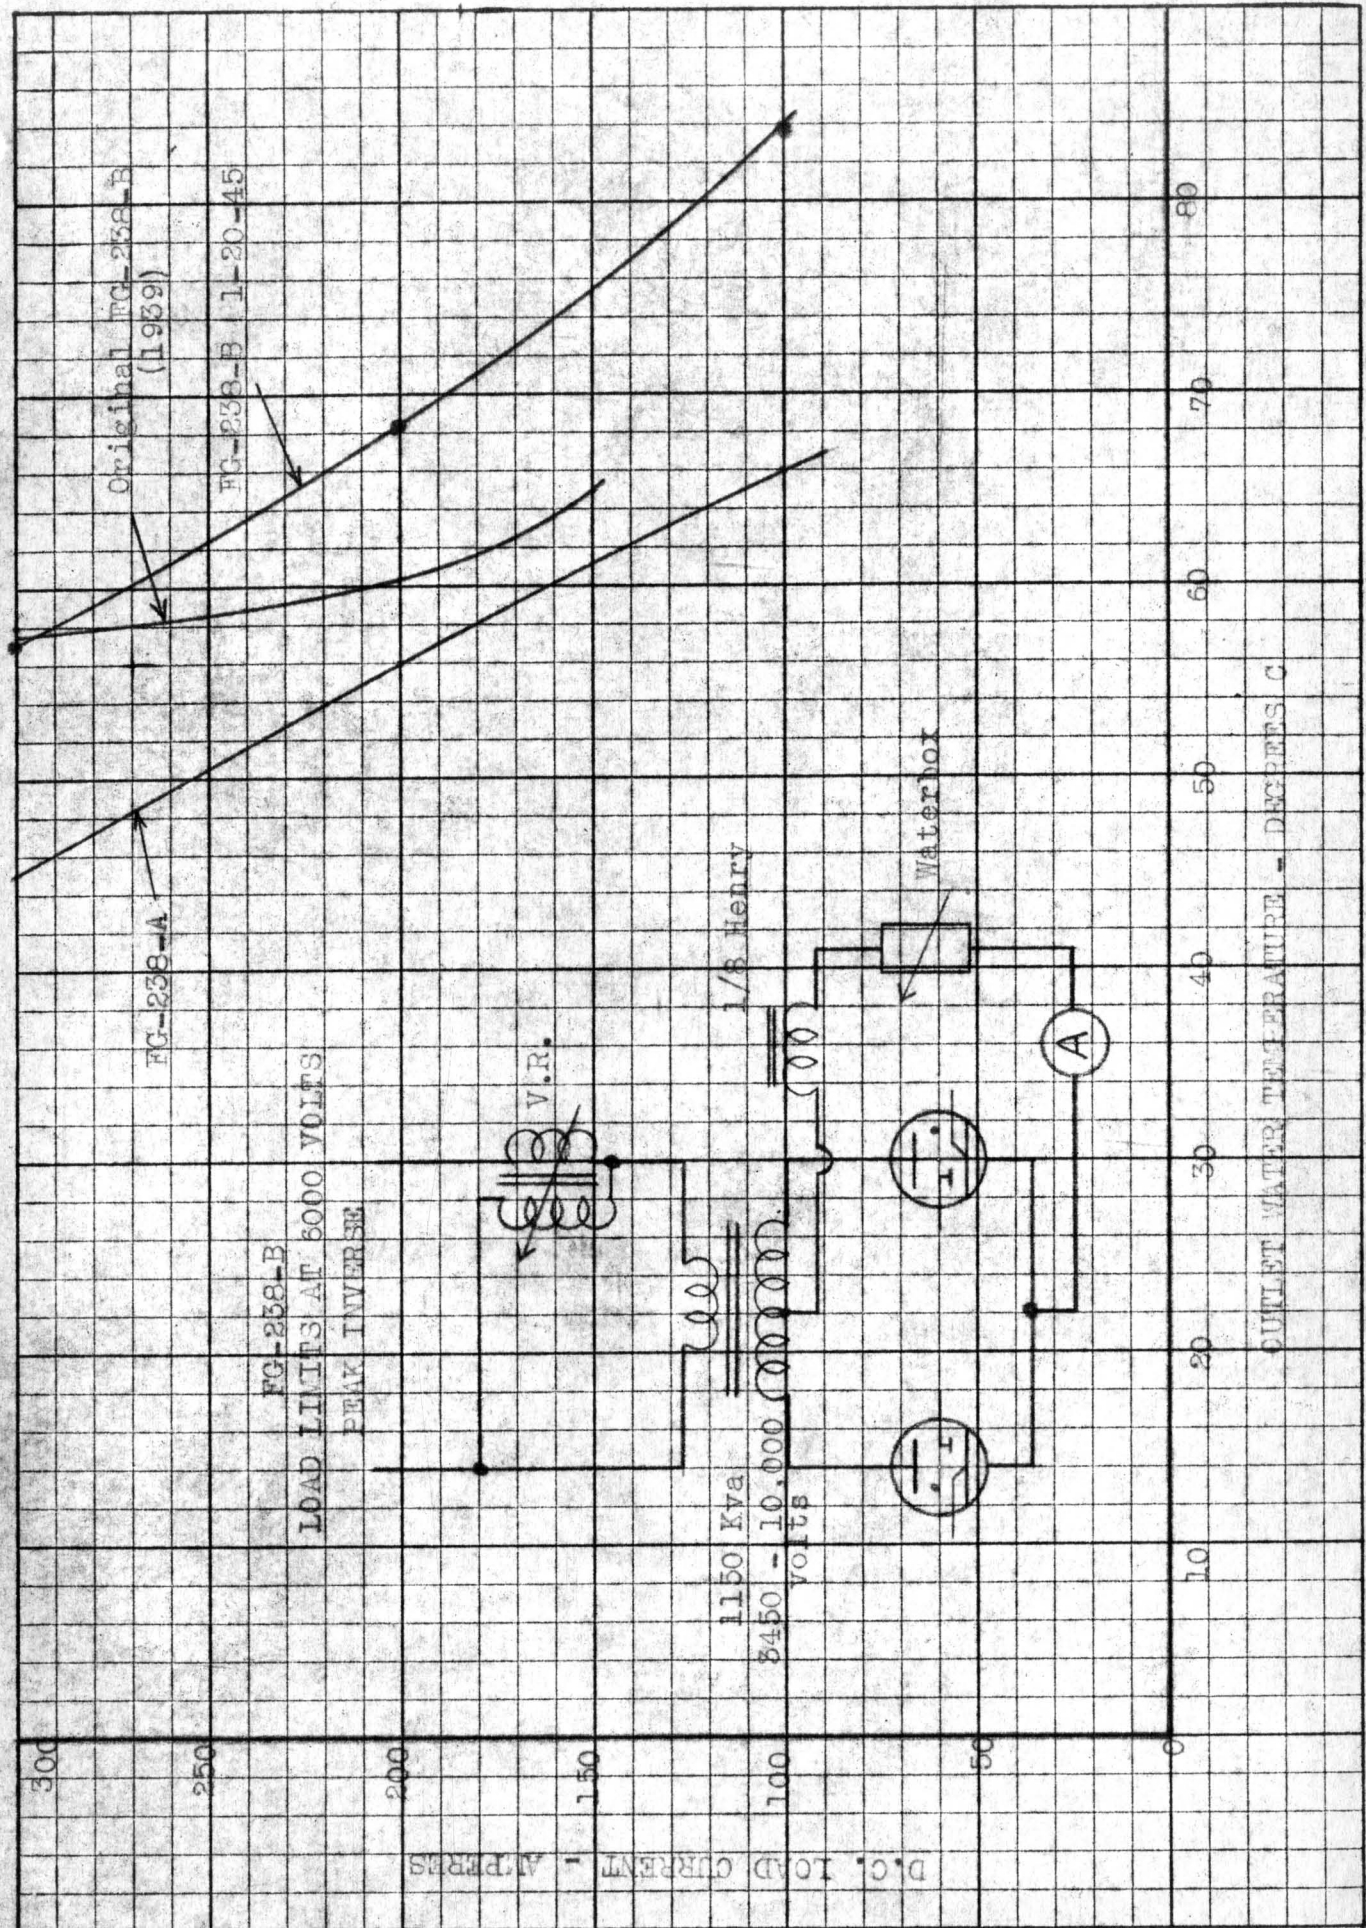 Original FG-238-B
(1939)
FG-238-B 1-20-45
FG-238-A
FG-238-B
LOAD LIMITS AT 6000 VOLTS
PEAK INVERSE
V.R.
1/8 Henry
Waterbox
1150 Kva
3450 - 10,000
volts
A
D.C. LOAD CURRENT - AMPERES
300
250
200
150
100
50
0
10
20
30
40
50
60
70
80
OUTLET WATER TEMPERATURE - DEGREES C